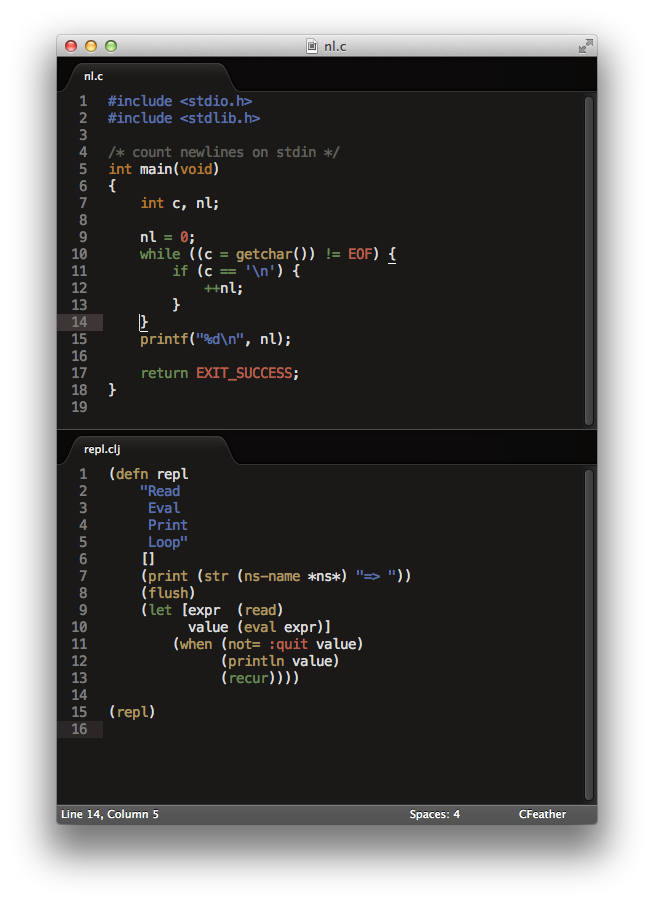 nl.c
nl.c
1 #include <stdio.h>
2 #include <stdlib.h>
3
4 /* count newlines on stdin */
5 int main(void)
6 {
7     int c, nl;
8
9     nl = 0;
10     while ((c = getchar()) != EOF) {
11         if (c == '\n') {
12             ++nl;
13         }
14     }
15     printf("%d\n", nl);
16
17     return EXIT_SUCCESS;
18 }
19
repl.clj
1 (defn repl
2     "Read
3      Eval
4      Print
5      Loop"
6     []
7     (print (str (ns-name *ns*) "=> "))
8     (flush)
9     (let [expr  (read)
10           value (eval expr)]
11         (when (not= :quit value)
12               (println value)
13               (recur))))
14
15 (repl)
16
Line 14, Column 5 Spaces: 4 CFeather